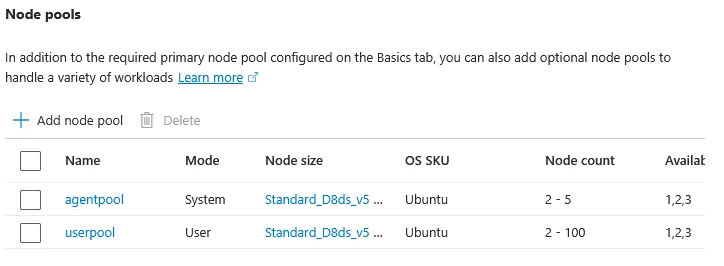 Node pools
In addition to the required primary node pool configured on the Basics tab, you can also add optional node pools to
handle a variety of workloads Learn more
Add node pool Delete
Name Mode Node size OS SKU Node count Availab
agentpool System Standard_D8ds_v5 ... Ubuntu 2 - 5 1,2,3
userpool User Standard_D8ds_v5 ... Ubuntu 2 - 100 1,2,3